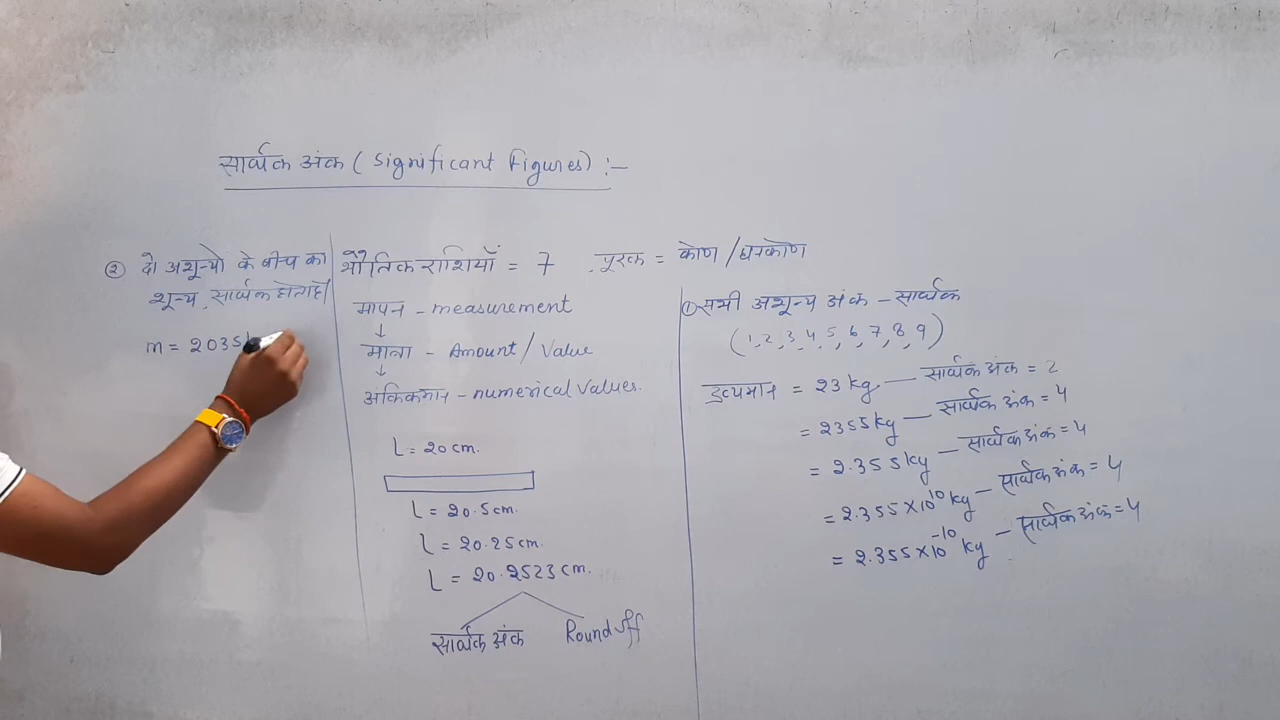 सार्थक अंक ( Significant Figures) :-
② दो अशून्यो के बीच का
शून्य, सार्थक होता है।
m = 2035
भौतिक राशियाँ = 7 पूरक = कोण / घनकोण
मापन - measurement
↓
मात्रा - Amount / Value
↓
अंकिकमान - numerical values.
L = 20 cm.
L = 20.5 cm.
L = 20.25 cm.
L = 20.2523 cm.
सार्थक अंक Round off
① सभी अशून्य अंक - सार्थक
(1, 2, 3, 4, 5, 6, 7, 8, 9)
द्रव्यमान = 23 kg — सार्थक अंक = 2
= 2355 kg — सार्थक अंक = 4
= 2.355 kg — सार्थक अंक = 4
= 2.355 × 10¹⁰ kg — सार्थक अंक = 4
= 2.355 × 10⁻¹⁰ kg — सार्थक अंक = 4